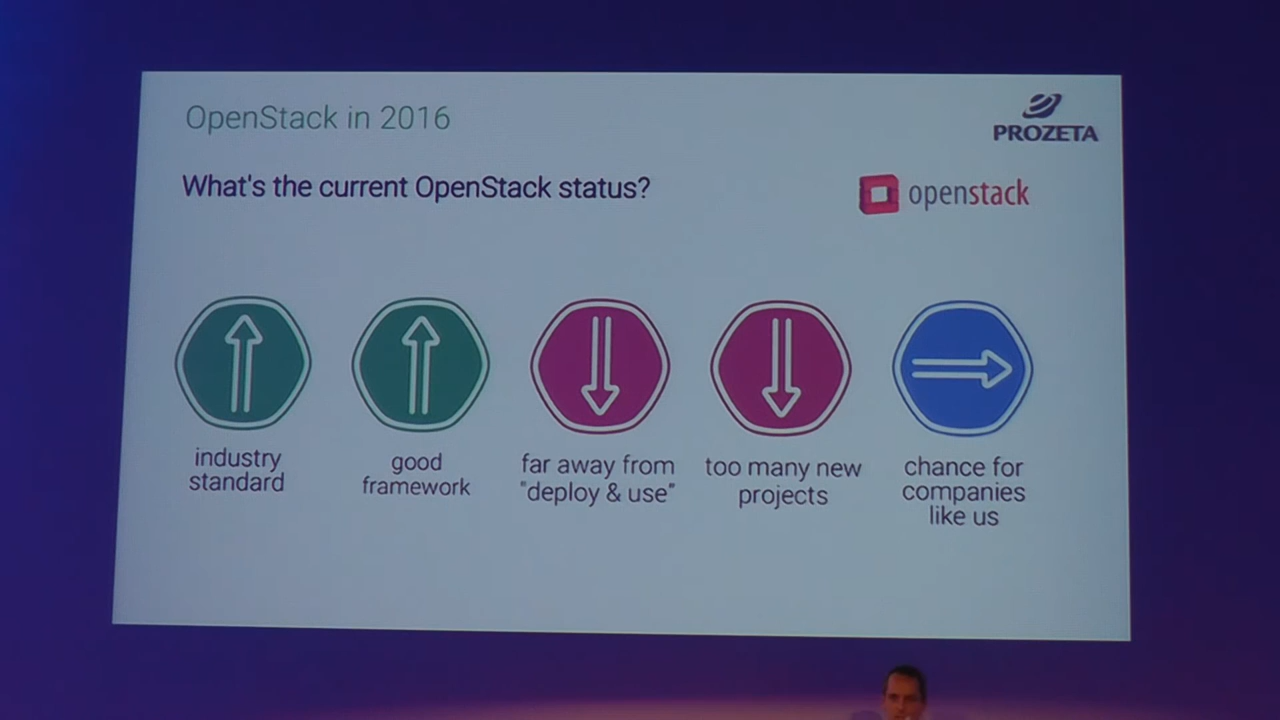 OpenStack in 2016
PROZETA
What's the current OpenStack status?
openstack
industry
standard
good
framework
far away from
"deploy & use"
too many new
projects
chance for
companies
like us